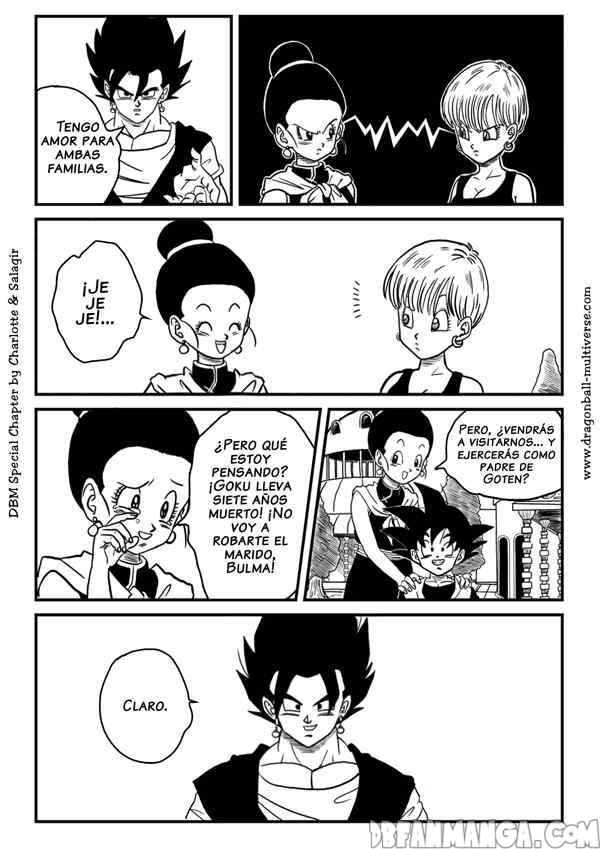 TENGO
AMOR PARA
AMBAS
FAMILIAS.
¡JE
JE
JE!...
¿PERO QUÉ
ESTOY
PENSANDO?
¡GOKU LLEVA
SIETE AÑOS
MUERTO! ¡NO
VOY A
ROBARTE EL
MARIDO,
BULMA!
PERO, ¿VENDRÁS
A VISITARNOS... Y
EJERCERÁS COMO
PADRE DE
GOTEN?
CLARO.
DBM Special Chapter by Charlotte & Salagir
www.dragonball-multiverse.com
DBFANMANGA.COM